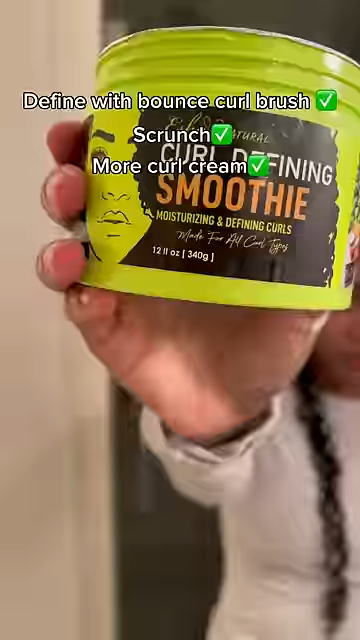 Define with bounce curl brush ✅
Scrunch✅
More curl cream✅
NATURAL
CURL DEFINING
SMOOTHIE
MOISTURIZING & DEFINING CURLS
Made For All Curl Types
12 fl oz [ 340g ]